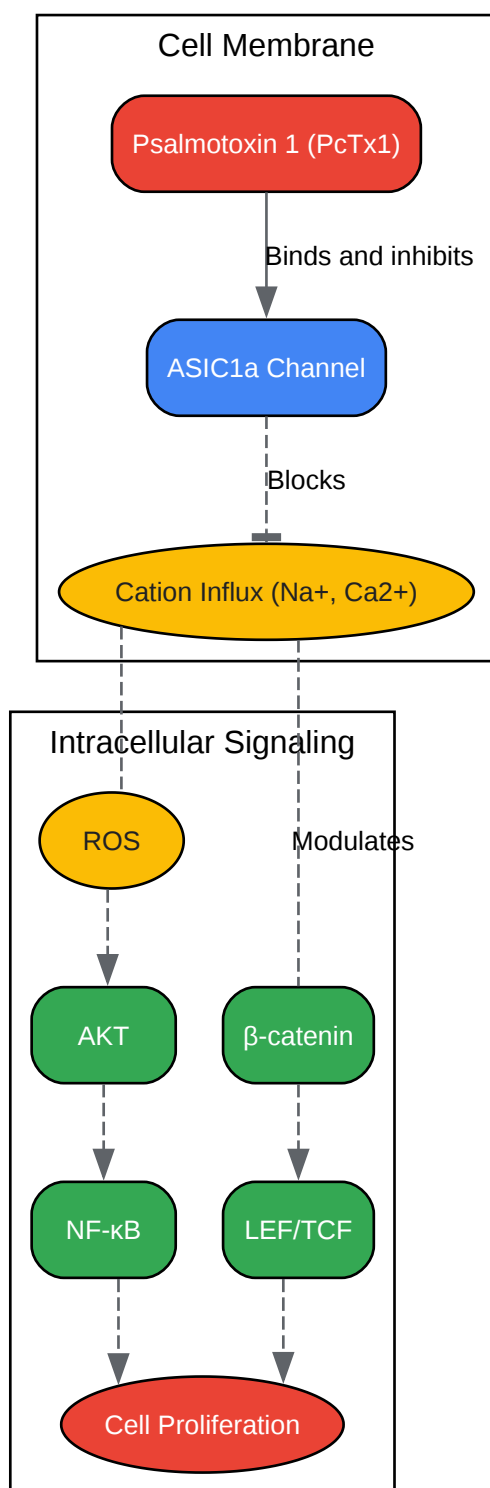 Cell Membrane
Psalmotoxin 1 (PcTx1)
Binds and inhibits
ASIC1a Channel
Blocks
Cation Influx (Na+, Ca2+)
Intracellular Signaling
ROS
Modulates
AKT
β-catenin
NF-κB
LEF/TCF
Cell Proliferation